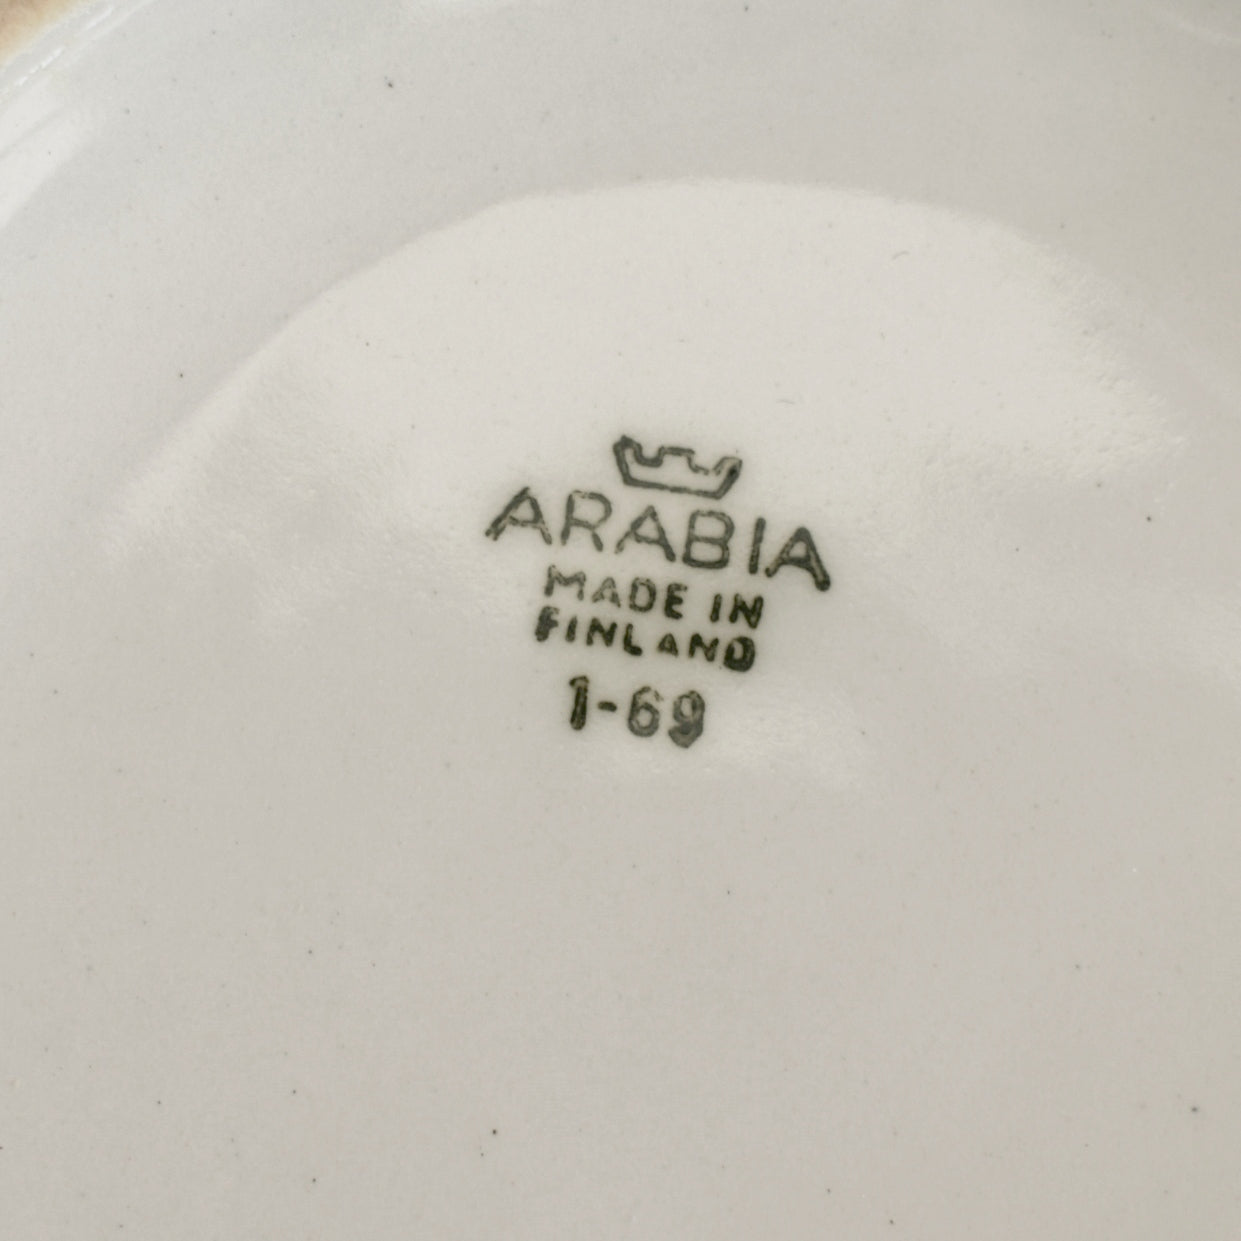 ARABIA
MADE IN
FINLAND
1-69